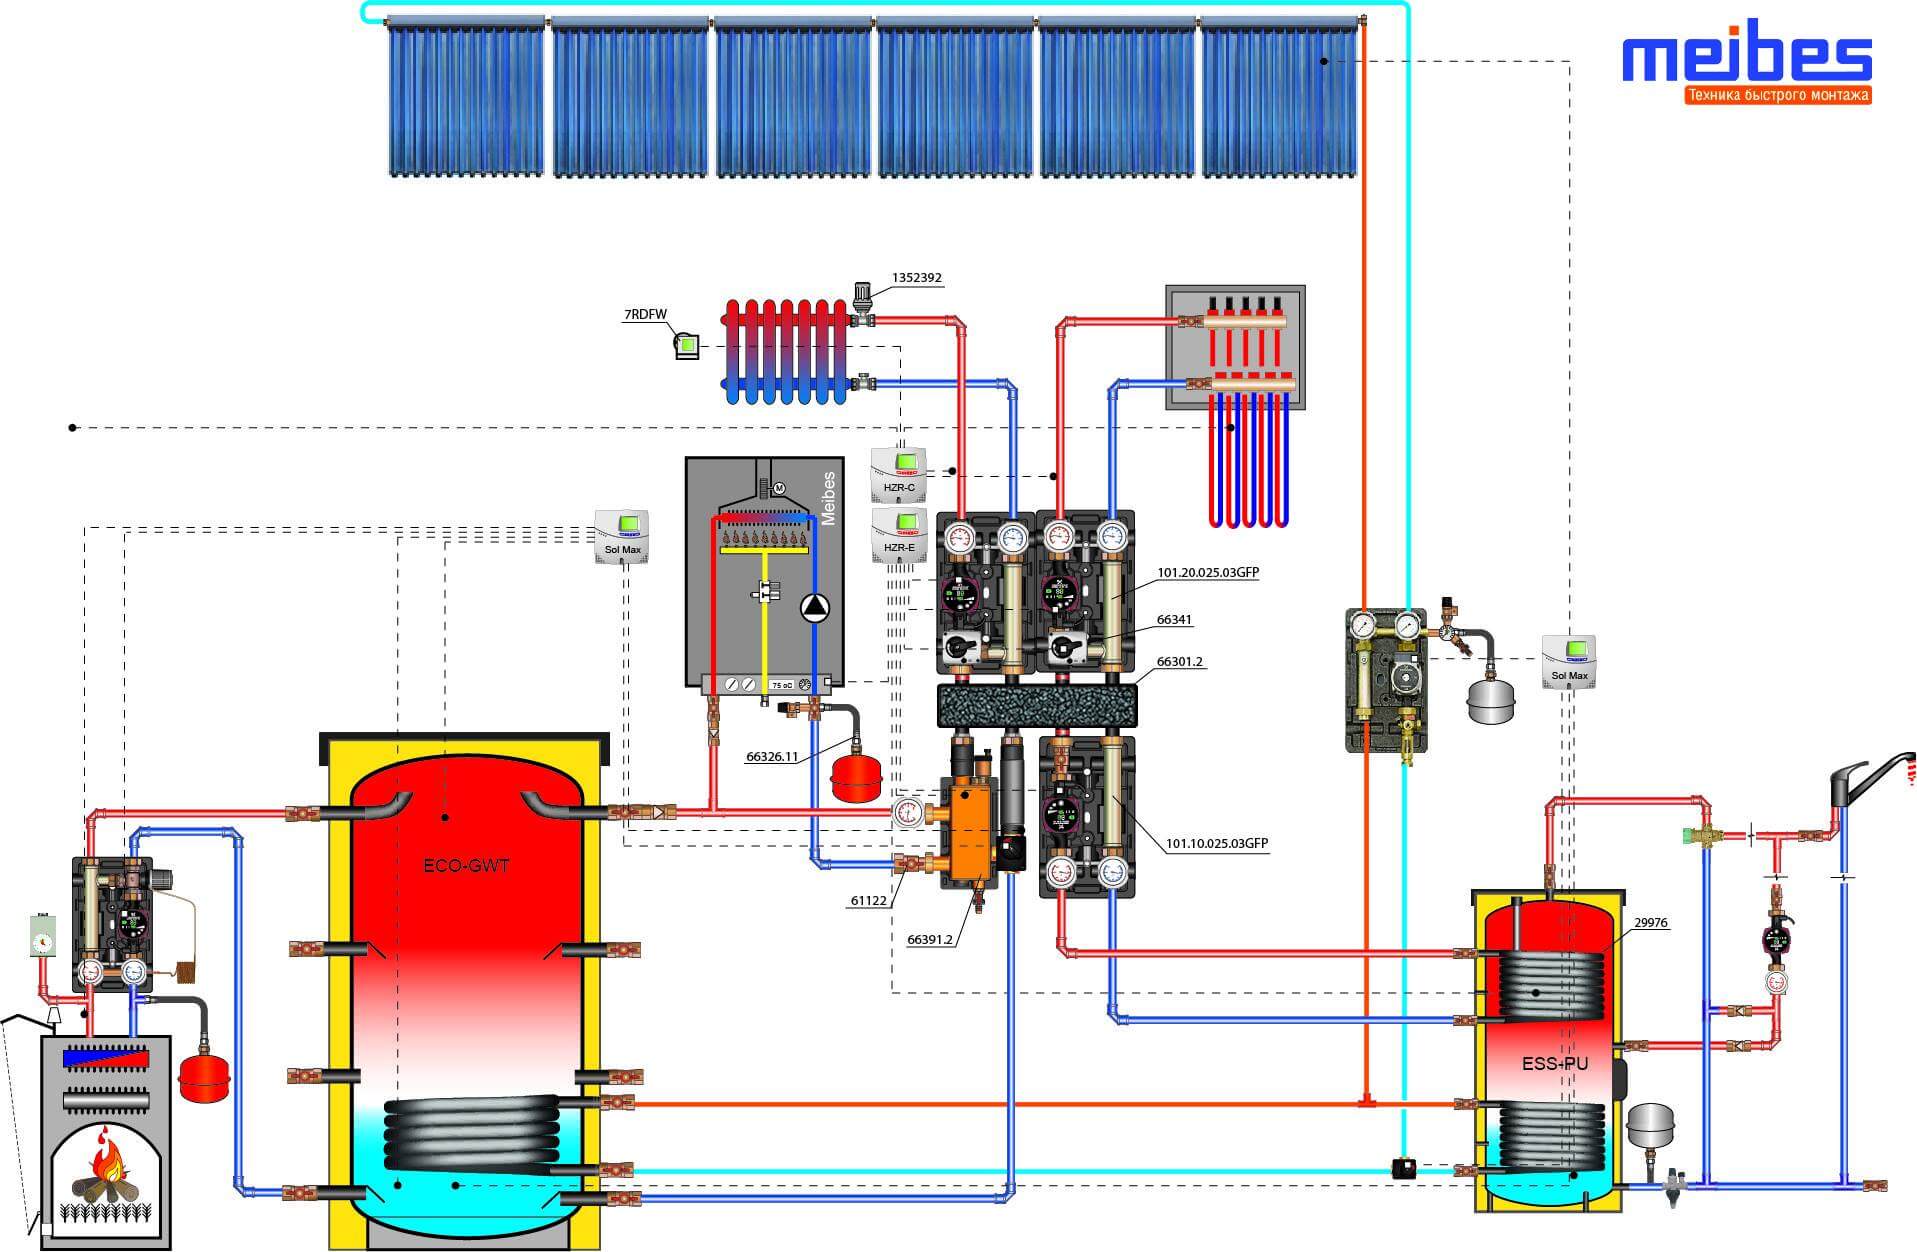 meibes
Техника быстрого монтажа
1352392
7RDFW
HZR-C
Meibes
M
Sol Max
HZR-E
101.20.025.03GFP
66341
66301.2
75 oC
Sol Max
66326.11
ECO-GWT
101.10.025.03GFP
61122
66391.2
29976
ESS-PU